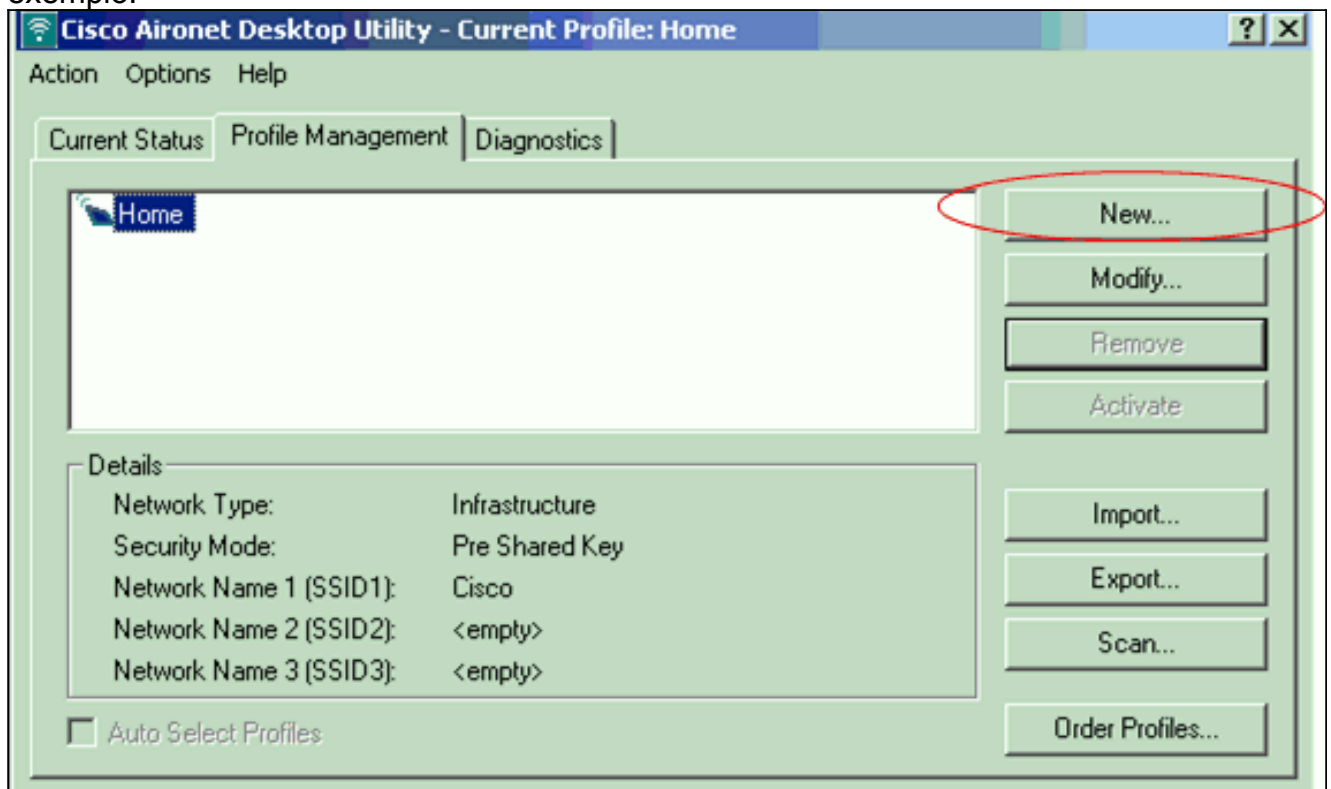 exemple.
Cisco Aironet Desktop Utility - Current Profile: Home
Action Options Help
Current Status Profile Management Diagnostics
Home
New...
Modify...
Remove
Activate
Details
Network Type: Infrastructure
Security Mode: Pre Shared Key
Network Name 1 (SSID1): Cisco
Network Name 2 (SSID2): <empty>
Network Name 3 (SSID3): <empty>
Import...
Export...
Scan...
Auto Select Profiles
Order Profiles...